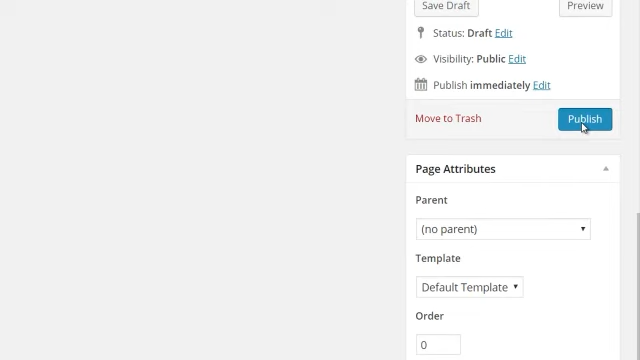 Save Draft Preview
Status: Draft Edit
Visibility: Public Edit
Publish immediately Edit
Move to Trash Publish
Page Attributes
Parent
(no parent)
Template
Default Template
Order
0